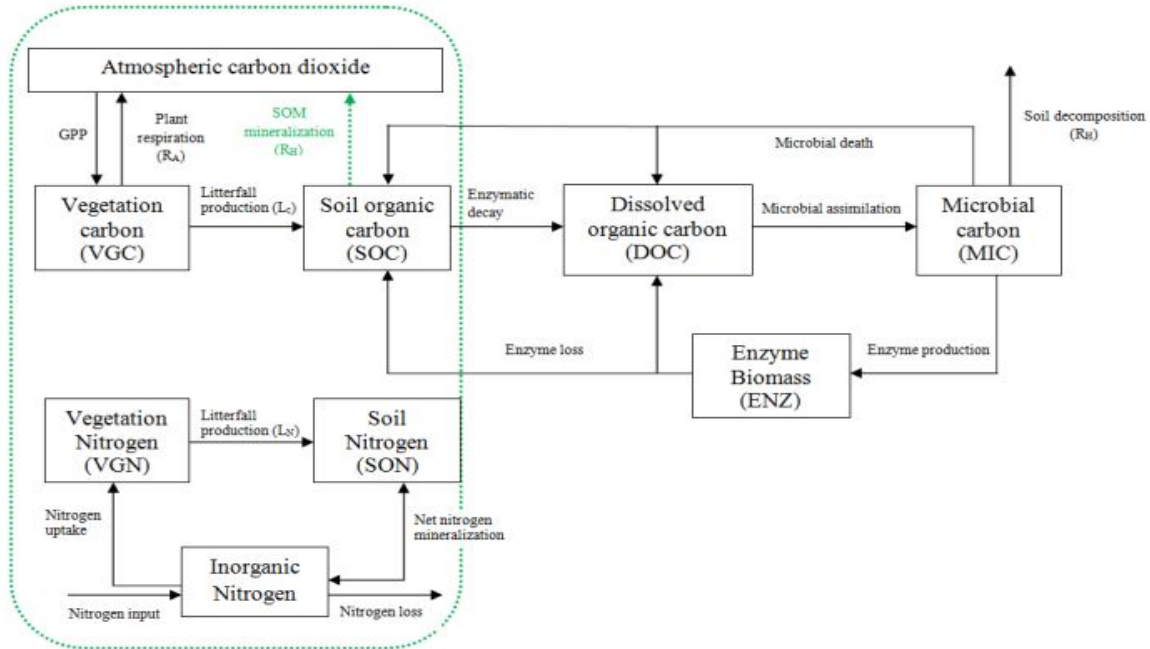 Atmospheric carbon dioxide
GPP
Plant
respiration
(RA)
SOM
mineralization
(RH)
Soil decomposition
(RH)
Microbial death
Vegetation
carbon
(VGC)
Litterfall
production (Lc)
Soil organic
carbon
(SOC)
Enzymatic
decay
Dissolved
organic carbon
(DOC)
Microbial assimilation
Microbial
carbon
(MIC)
Enzyme loss
Enzyme
Biomass
(ENZ)
Enzyme production
Vegetation
Nitrogen
(VGN)
Litterfall
production (LN)
Soil
Nitrogen
(SON)
Nitrogen
uptake
Net nitrogen
mineralization
Inorganic
Nitrogen
Nitrogen input
Nitrogen loss